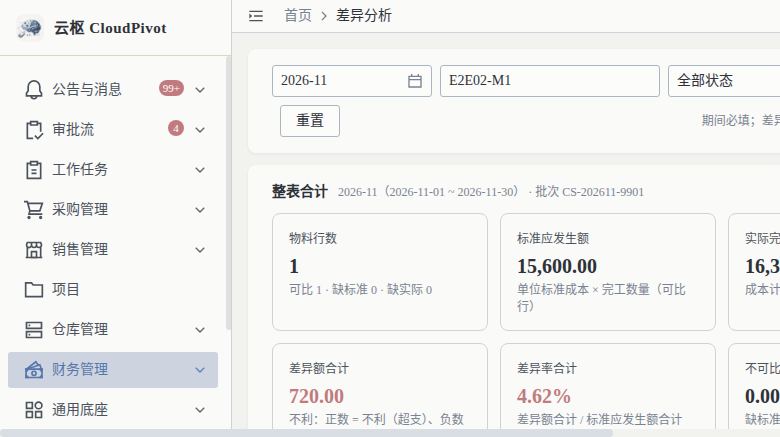 云枢 CloudPivot
首页 > 差异分析
公告与消息 99+
审批流 4
工作任务
采购管理
销售管理
项目
仓库管理
财务管理
通用底座
2026-11
E2E02-M1
全部状态
重置
期间必填；差异
整表合计 2026-11（2026-11-01 ~ 2026-11-30） · 批次 CS-202611-9901
物料行数
1
可比 1 · 缺标准 0 · 缺实际 0
标准应发生额
15,600.00
单位标准成本 × 完工数量（可比
行）
实际完
16,3
成本计
差异额合计
720.00
不利：正数 = 不利（超支）、负数
差异率合计
4.62%
差异额合计 / 标准应发生额合计
不可比
0.00
缺标准